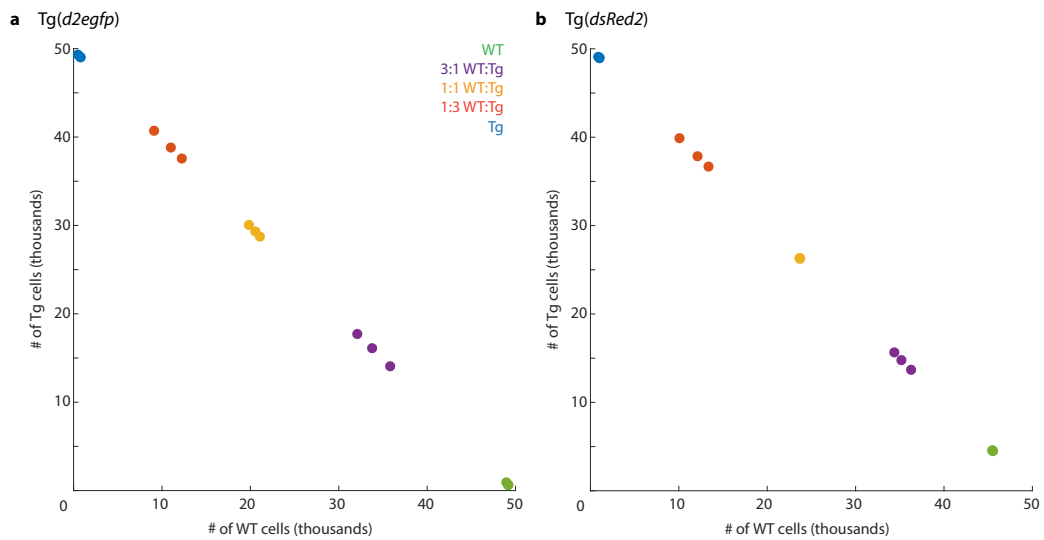 a Tg(d2egfp)
50
40
30
20
10
0
10
20
30
40
50
# of Tg cells (thousands)
# of WT cells (thousands)
WT
3:1 WT:Tg
1:1 WT:Tg
1:3 WT:Tg
Tg
b Tg(dsRed2)
50
40
30
20
10
0
10
20
30
40
50
# of Tg cells (thousands)
# of WT cells (thousands)